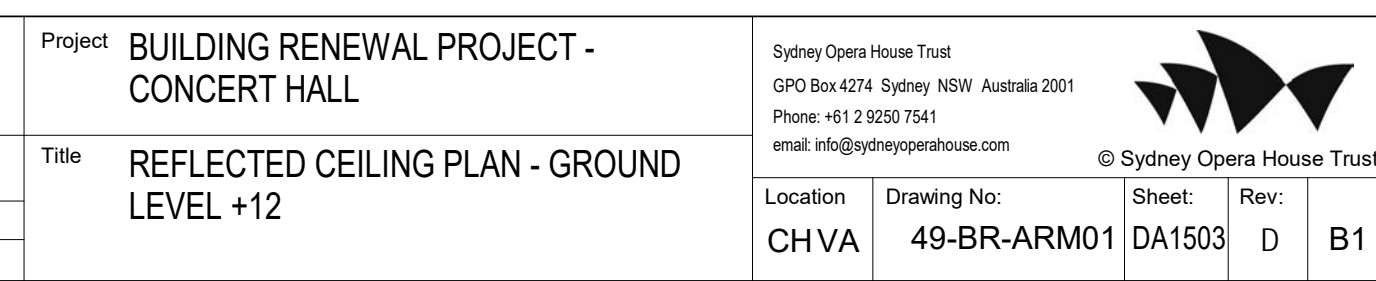 Project
BUILDING RENEWAL PROJECT -
CONCERT HALL
Title
REFLECTED CEILING PLAN - GROUND
LEVEL +12
Sydney Opera House Trust
GPO Box 4274 Sydney NSW Australia 2001
Phone: +61 2 9250 7541
email: info@sydneyoperahouse.com
© Sydney Opera House Trust
Location
CH VA
Drawing No:
49-BR-ARM01
Sheet:
DA1503
Rev:
D
B1